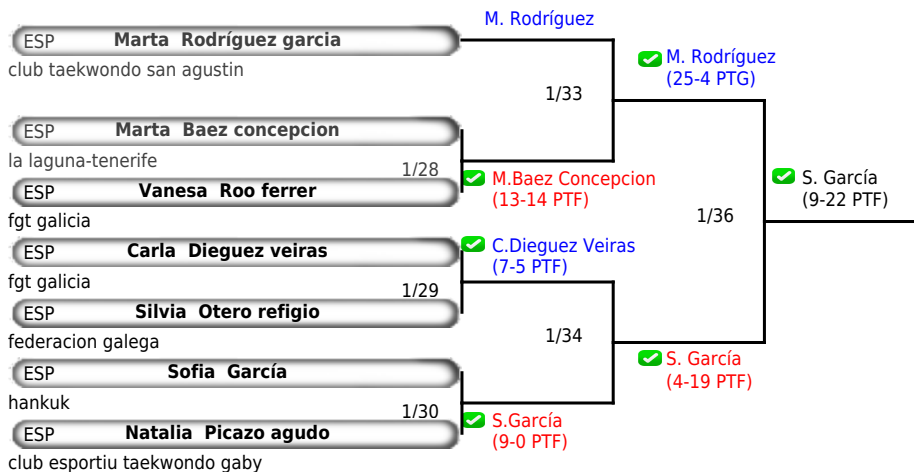 M. Rodríguez
ESP Marta Rodríguez garcia
club taekwondo san agustin
M. Rodríguez
(25-4 PTG)
1/33
ESP Marta Baez concepcion
la laguna-tenerife
1/28
M.Baez Concepcion
(13-14 PTF)
ESP Vanesa Roo ferrer
fgt galicia
S. García
(9-22 PTF)
1/36
ESP Carla Dieguez veiras
fgt galicia
C.Dieguez Veiras
(7-5 PTF)
1/29
ESP Silvia Otero refigio
federacion galega
1/34
S. García
(4-19 PTF)
ESP Sofia García
hankuk
1/30
S.García
(9-0 PTF)
ESP Natalia Picazo agudo
club esportiu taekwondo gaby